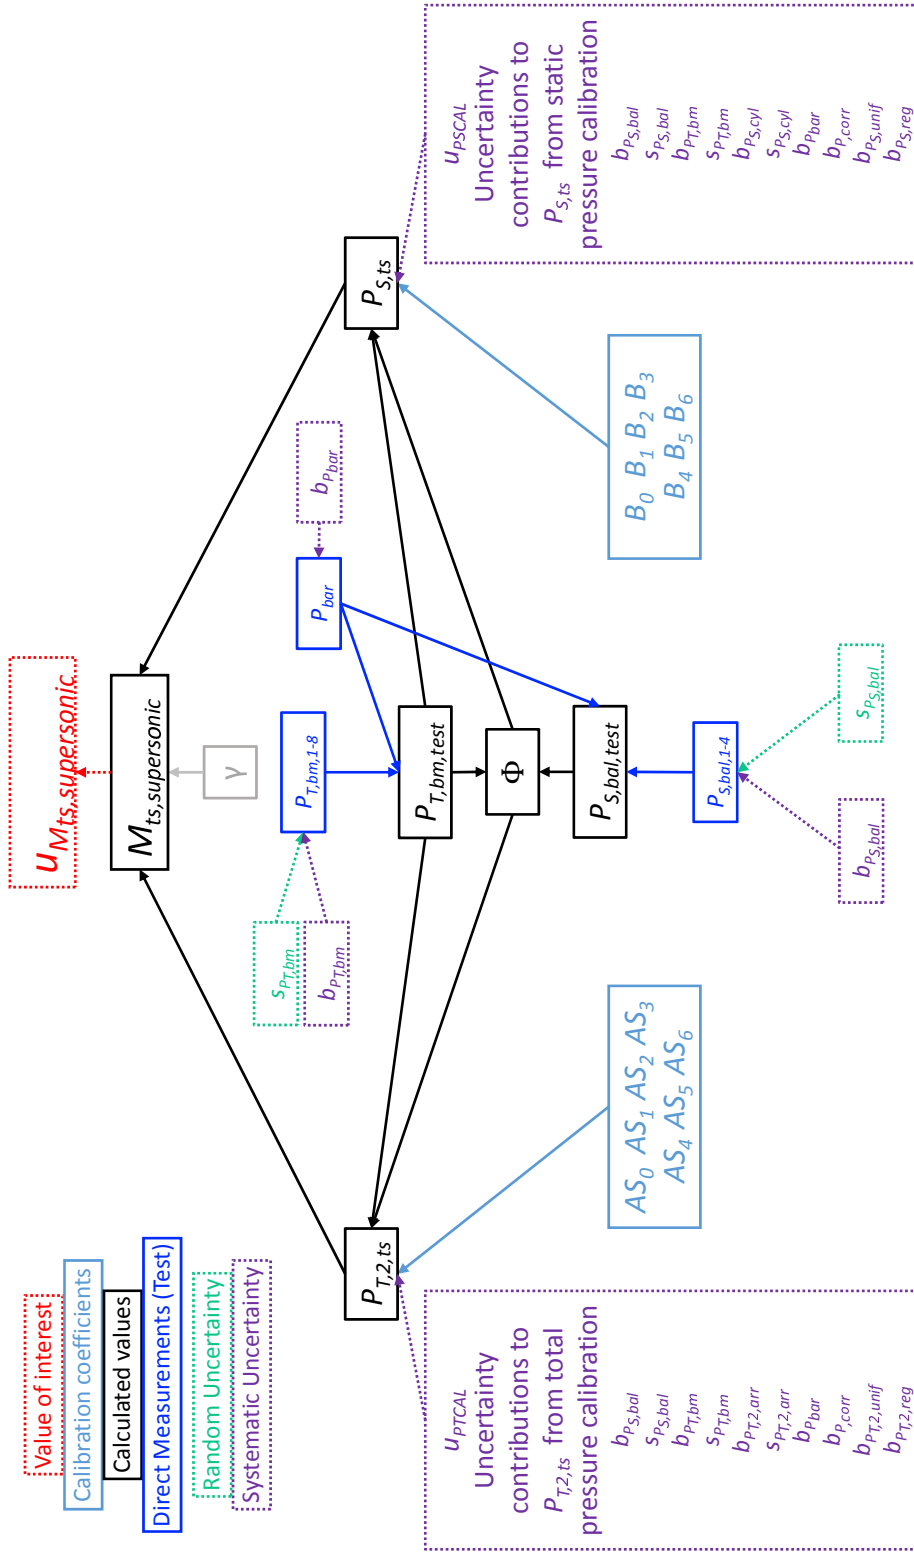 Value of interest
Calibration coefficients
Calculated values
Direct Measurements (Test)
Random Uncertainty
Systematic Uncertainty
u_Mts,supersonic
M_ts,supersonic
γ
s_PT,bm
b_PT,bm
P_T,bm,1-8
P_bar
b_Pbar
P_T,2,ts
P_T,bm,test
P_S,ts
Φ
P_S,bal,test
P_S,bal,1-4
b_PS,bal
s_PS,bal
AS_0 AS_1 AS_2 AS_3
AS_4 AS_5 AS_6
B_0 B_1 B_2 B_3
B_4 B_5 B_6
u_PTCAL
Uncertainty
contributions to
P_T,2,ts from total
pressure calibration
b_PS,bal
s_PS,bal
b_PT,bm
s_PT,bm
b_PT,2,arr
s_PT,2,arr
b_Pbar
b_P,corr
b_PT,2,unif
b_PT,2,reg
u_PSCAL
Uncertainty
contributions to
P_S,ts from static
pressure calibration
b_PS,bal
s_PS,bal
b_PT,bm
s_PT,bm
b_PS,cyl
s_PS,cyl
b_Pbar
b_P,corr
b_PS,unif
b_PS,reg